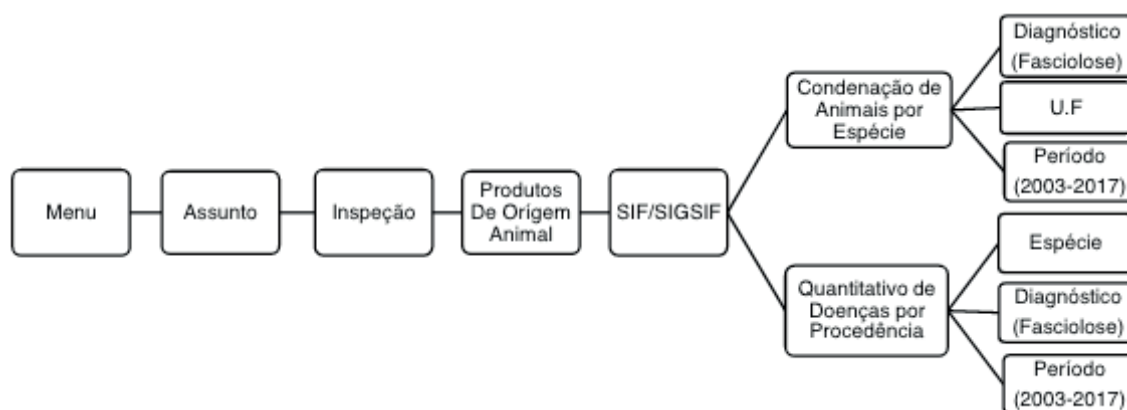 Menu
Assunto
Inspeção
Produtos
De Origem
Animal
SIF/SIGSIF
Condenação de
Animais por
Espécie
Diagnóstico
(Fasciolose)
U.F
Período
(2003-2017)
Quantitativo de
Doenças por
Procedência
Espécie
Diagnóstico
(Fasciolose)
Período
(2003-2017)